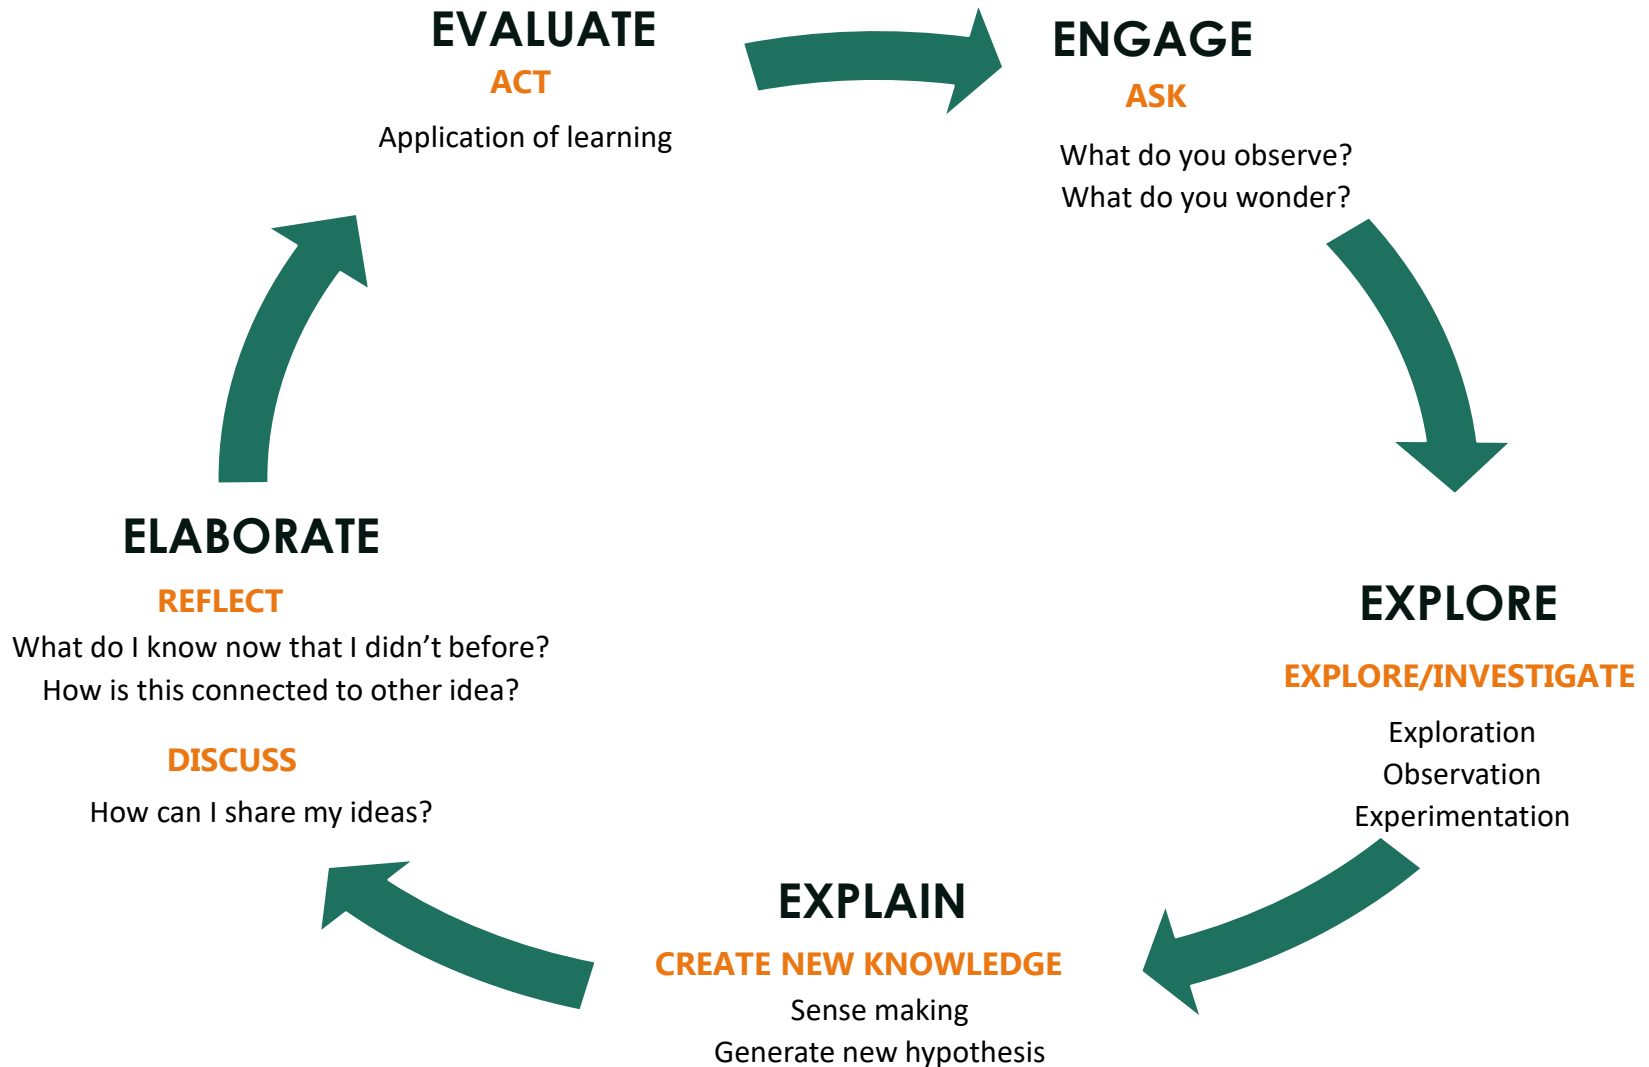 EVALUATE
ACT
Application of learning
ENGAGE
ASK
What do you observe?
What do you wonder?
EXPLORE
EXPLORE/INVESTIGATE
Exploration
Observation
Experimentation
EXPLAIN
CREATE NEW KNOWLEDGE
Sense making
Generate new hypothesis
ELABORATE
REFLECT
What do I know now that I didn’t before?
How is this connected to other idea?
DISCUSS
How can I share my ideas?